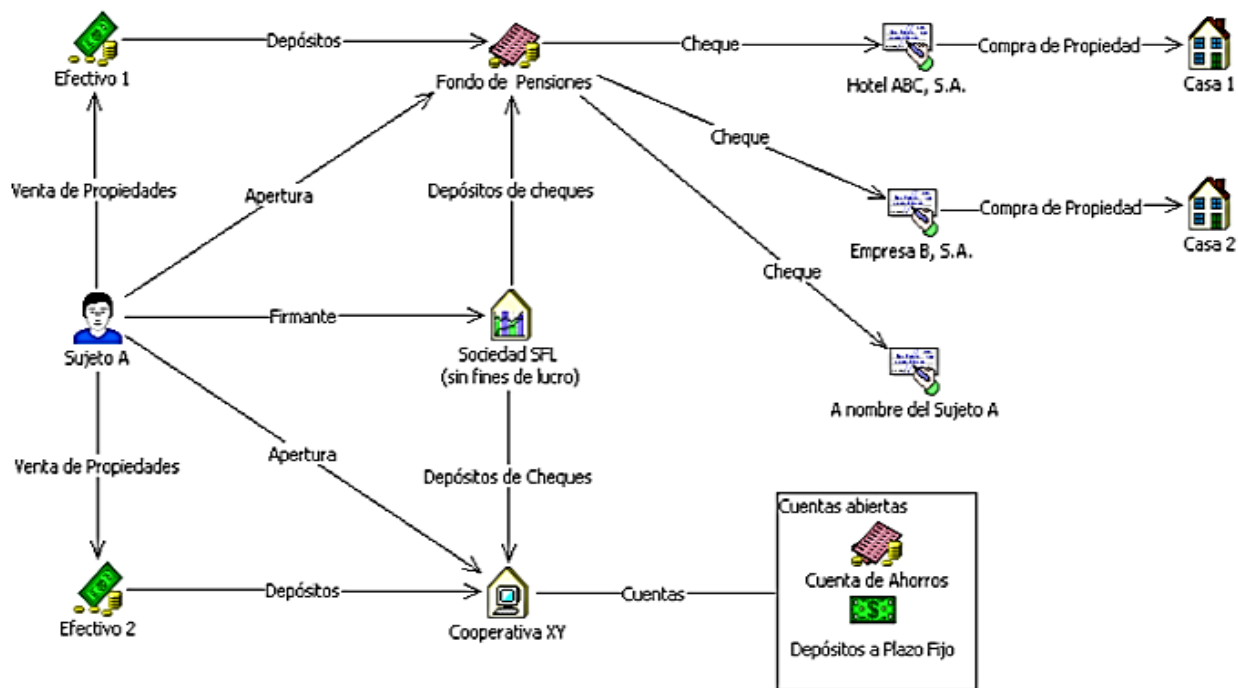 Depósitos
Cheque
Compra de Propiedad
Efectivo 1
Fondo de Pensiones
Hotel ABC, S.A.
Casa 1
Cheque
Venta de Propiedades
Apertura
Depósitos de cheques
Compra de Propiedad
Empresa B, S.A.
Casa 2
Cheque
Firmante
Sujeto A
Sociedad SFL
(sin fines de lucro)
A nombre del Sujeto A
Apertura
Venta de Propiedades
Depósitos de Cheques
Cuentas abiertas
Cuenta de Ahorros
Depósitos
Cuentas
Efectivo 2
Cooperativa XY
Depósitos a Plazo Fijo